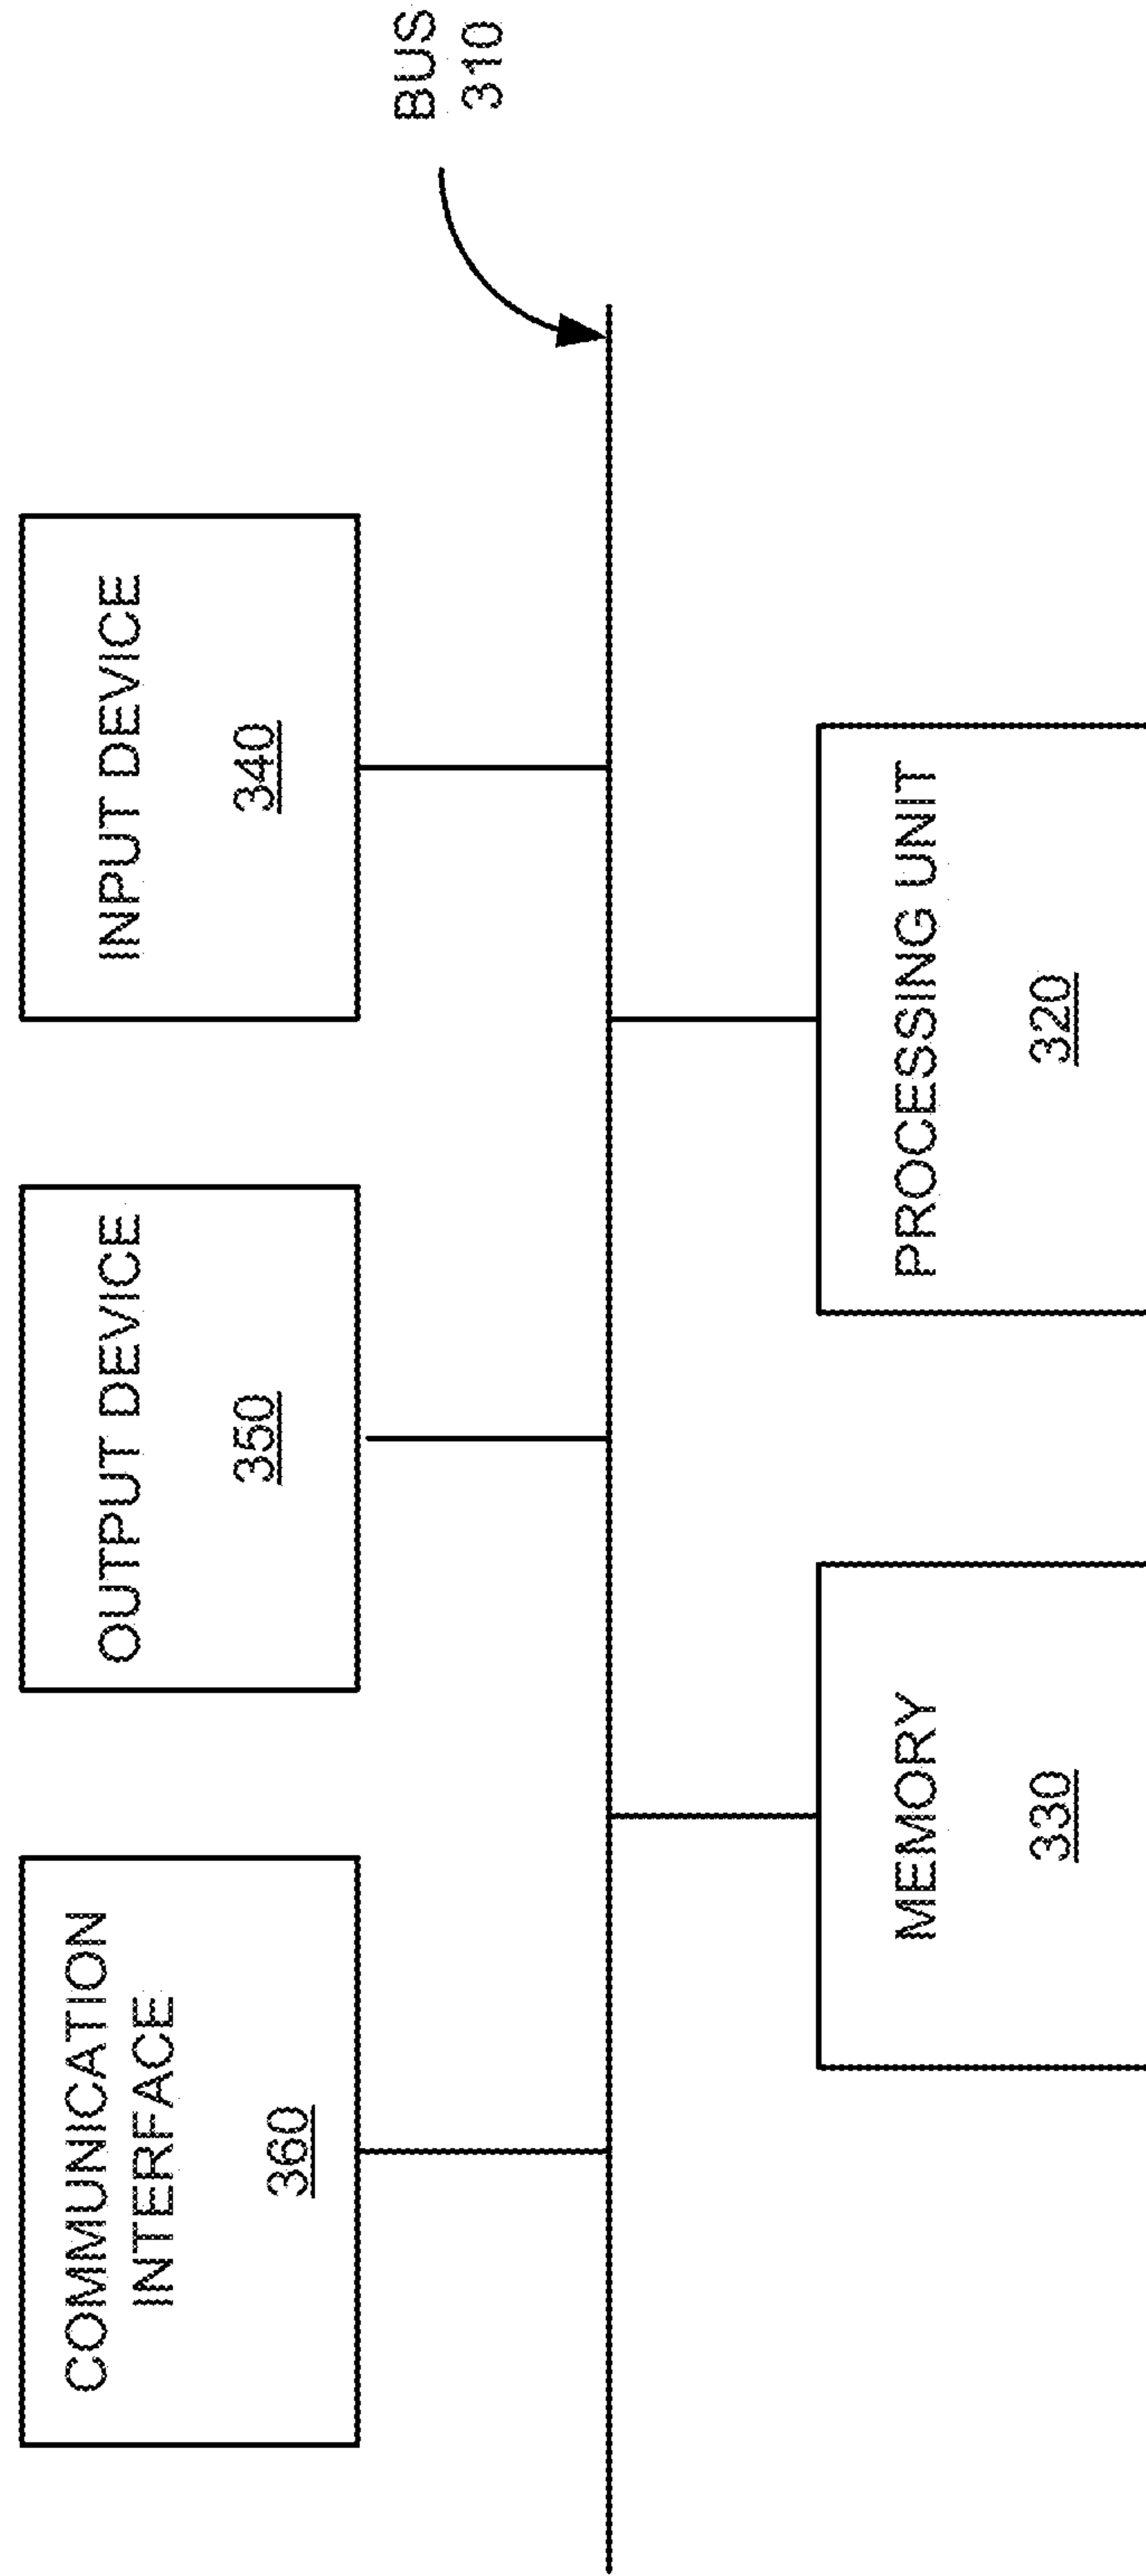 COMMUNICATION
INTERFACE
360
OUTPUT DEVICE
350
INPUT DEVICE
340
BUS
310
MEMORY
330
PROCESSING UNIT
320